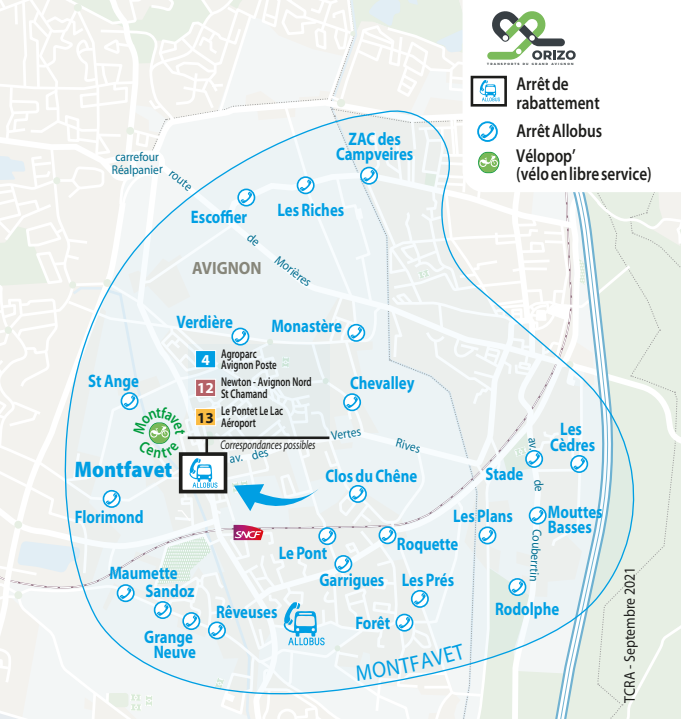 ORIZO
TRANSPORTS DU GRAND AVIGNON
ALLOBUS
Arrêt de
rabattement
Arrêt Allobus
Vélopop'
(vélo en libre service)
ZAC des
Campveires
carrefour
Réalpanier
route
de
Morières
Escoffier
Les Riches
AVIGNON
Verdière
Monastère
4
Agroparc
Avignon Poste
12
Newton - Avignon Nord
St Chamand
13
Le Pontet Le Lac
Aéroport
Correspondances possibles
St Ange
Chevalley
Montfavet
Centre
av. des
Vertes
Rives
Montfavet
ALLOBUS
Les
Cèdres
Stade
av.
de
Couberrtin
Clos du Chêne
Florimond
Les Plans
Mouttes
Basses
SNCF
Le Pont
Roquette
Garrigues
Les Prés
Maumette
Sandoz
Rêveuses
Grange
Neuve
ALLOBUS
Forêt
Rodolphe
MONTFAVET
TCRA - Septembre 2021